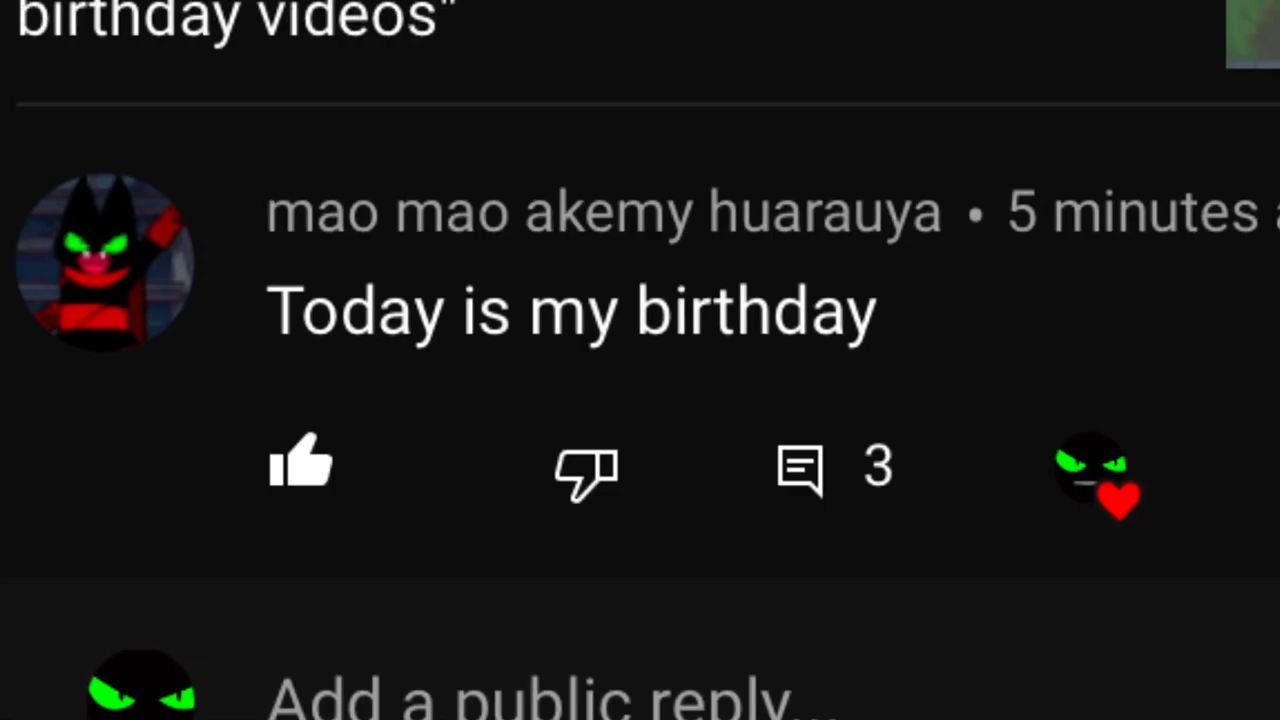 birthday videos"
mao mao akemy huarauya • 5 minutes
Today is my birthday
3
Add a public reply...